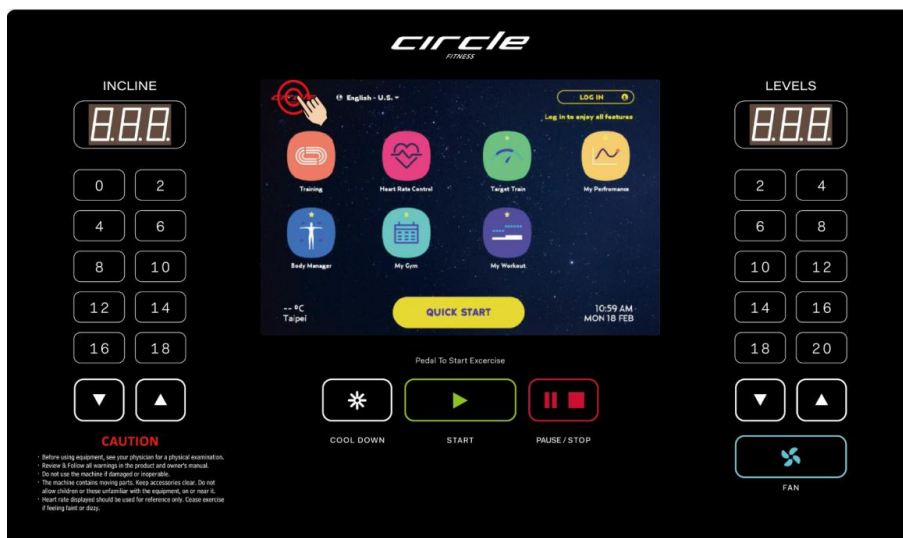 circle
FITNESS
INCLINE
LEVELS
8.8.8.
8.8.8.
English - U.S.
LOG IN
Log in to enjoy all features
Training
Heart Rate Control
Target Train
My Perfromance
Body Manager
My Gym
My Workout
-- ºC
Taipei
QUICK START
10:59 AM
MON 18 FEB
0 2
4 6
8 10
12 14
16 18
2 4
6 8
10 12
14 16
18 20
Pedal To Start Excercise
COOL DOWN
START
PAUSE / STOP
FAN
CAUTION
· Before using equipment, see your physician for a physical examination.
· Review & Follow all warnings in the product and owner's manual.
· Do not use the machine if damaged or inoperable.
· The machine contains moving parts. Keep accessories clear. Do not
allow children or those unfamiliar with the equipment, on or near it.
· Heart rate displayed should be used for reference only. Cease exercise
if feeling faint or dizzy.